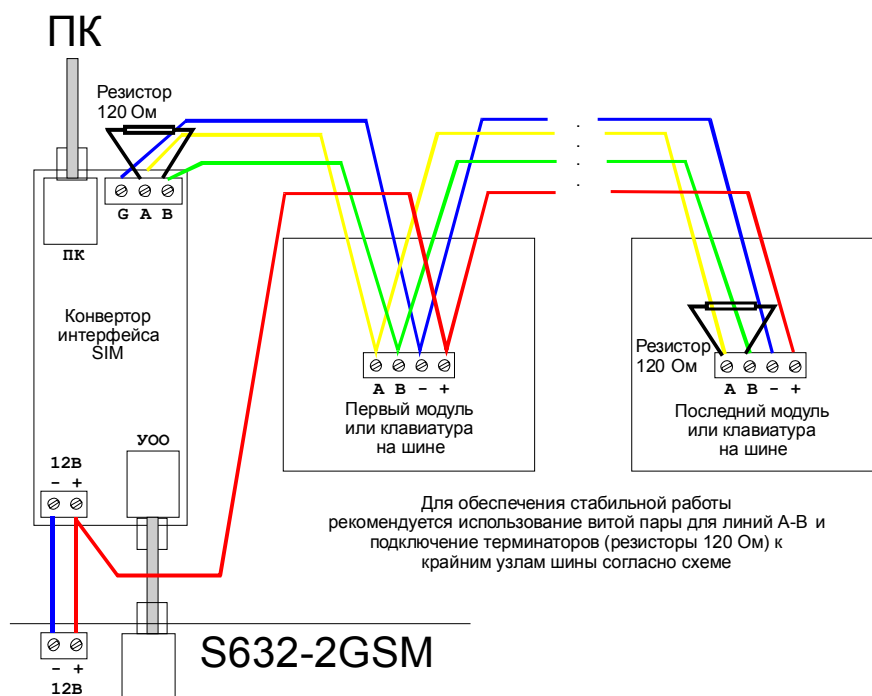 ПК
Резистор
120 Ом
G A B
ПК
Конвертор
интерфейса
SIM
УОО
12В
- +
A B - +
Первый модуль
или клавиатура
на шине
Резистор
120 Ом
A B - +
Последний модуль
или клавиатура
на шине
Для обеспечения стабильной работы
рекомендуется использование витой пары для линий А-В и
подключение терминаторов (резисторы 120 Ом) к
крайним узлам шины согласно схеме
S632-2GSM
- +
12В